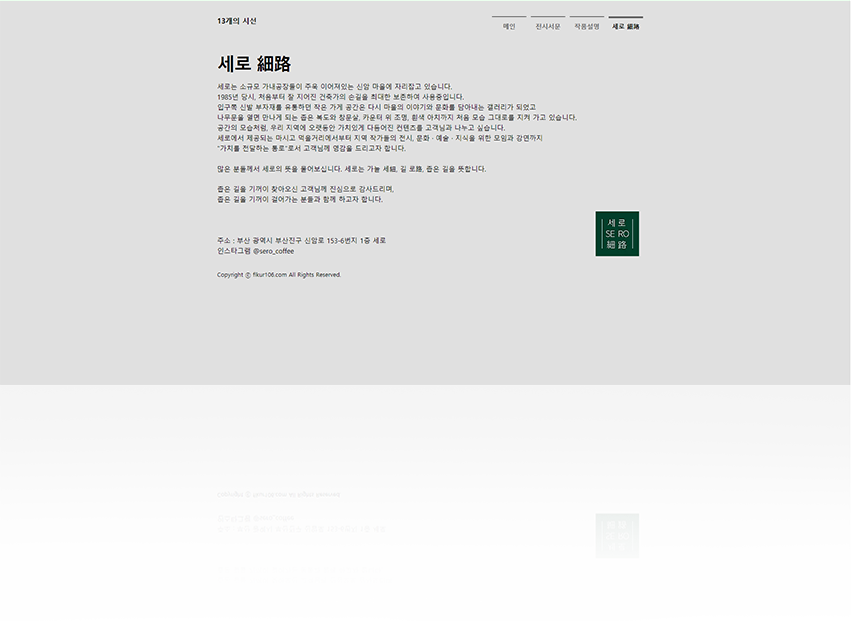 13개의 시선
메인
전시서문
작품설명
세로 細路
세로 細路
세로는 소규모 가내공장들이 주욱 이어져있는 신암 마을에 자리잡고 있습니다.
1985년 당시, 처음부터 잘 지어진 건축가의 손길을 최대한 보존하여 사용중입니다.
입구쪽 신발 부자재를 유통하던 작은 가게 공간은 다시 마을의 이야기와 문화를 담아내는 갤러리가 되었고
나무문을 열면 만나게 되는 좁은 복도와 창문살, 카운터 위 조명, 흰색 아치까지 처음 모습 그대로를 지켜 가고 있습니다.
공간의 모습처럼, 우리 지역에 오랫동안 가치있게 다듬어진 컨텐츠를 고객님과 나누고 싶습니다.
세로에서 제공되는 마시고 먹을거리에서부터 지역 작가들의 전시, 문화 · 예술 · 지식을 위한 모임과 강연까지
"가치를 전달하는 통로"로서 고객님께 영감을 드리고자 합니다.
많은 분들께서 세로의 뜻을 물어보십니다. 세로는 가늘 세細, 길 로路, 좁은 길을 뜻합니다.
좁은 길을 기꺼이 찾아오신 고객님께 진심으로 감사드리며,
좁은 길을 기꺼이 걸어가는 분들과 함께 하고자 합니다.
세로
SE RO
細路
주소 : 부산 광역시 부산진구 신암로 153-6번지 1층 세로
인스타그램 @sero_coffee
Copyright ⓒ fikur106.com All Rights Reserved.